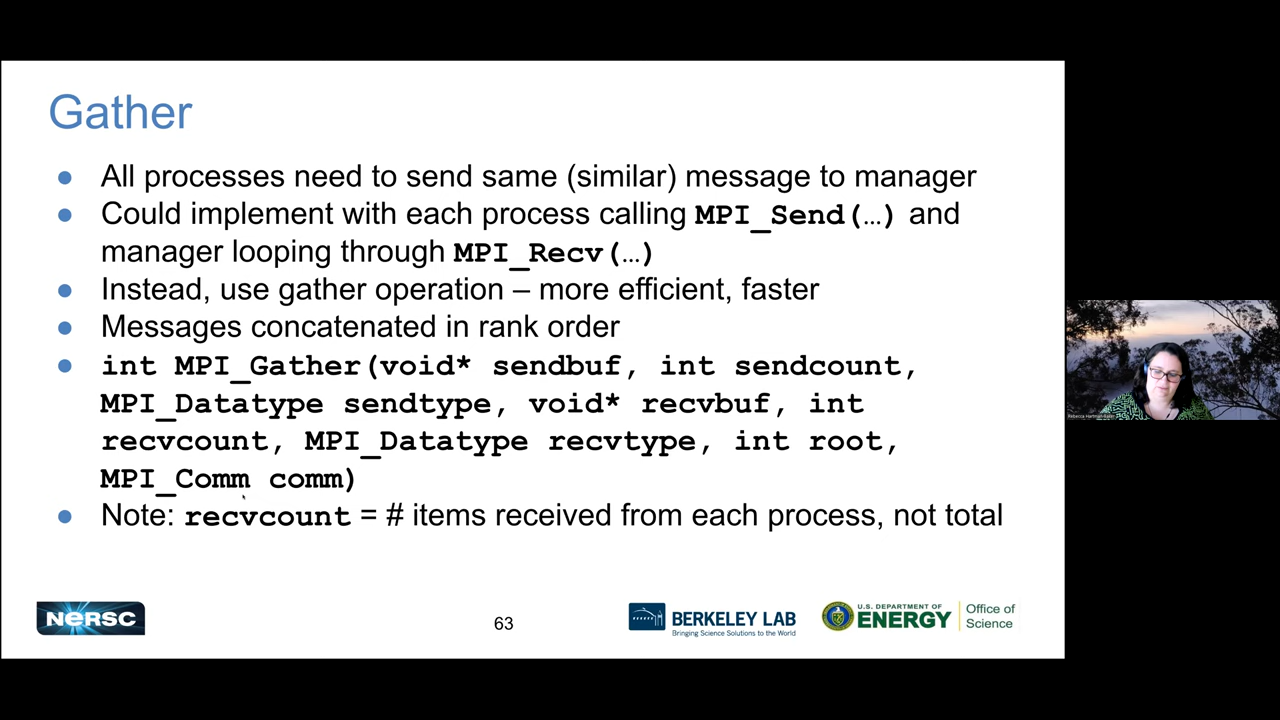 Gather
● All processes need to send same (similar) message to manager
● Could implement with each process calling MPI_Send(…) and
manager looping through MPI_Recv(…)
● Instead, use gather operation – more efficient, faster
● Messages concatenated in rank order
● int MPI_Gather(void* sendbuf, int sendcount,
MPI_Datatype sendtype, void* recvbuf, int
recvcount, MPI_Datatype recvtype, int root,
MPI_Comm comm)
● Note: recvcount = # items received from each process, not total
NERSC
63
BERKELEY LAB
Bringing Science Solutions to the World
U.S. DEPARTMENT OF
ENERGY
Office of
Science